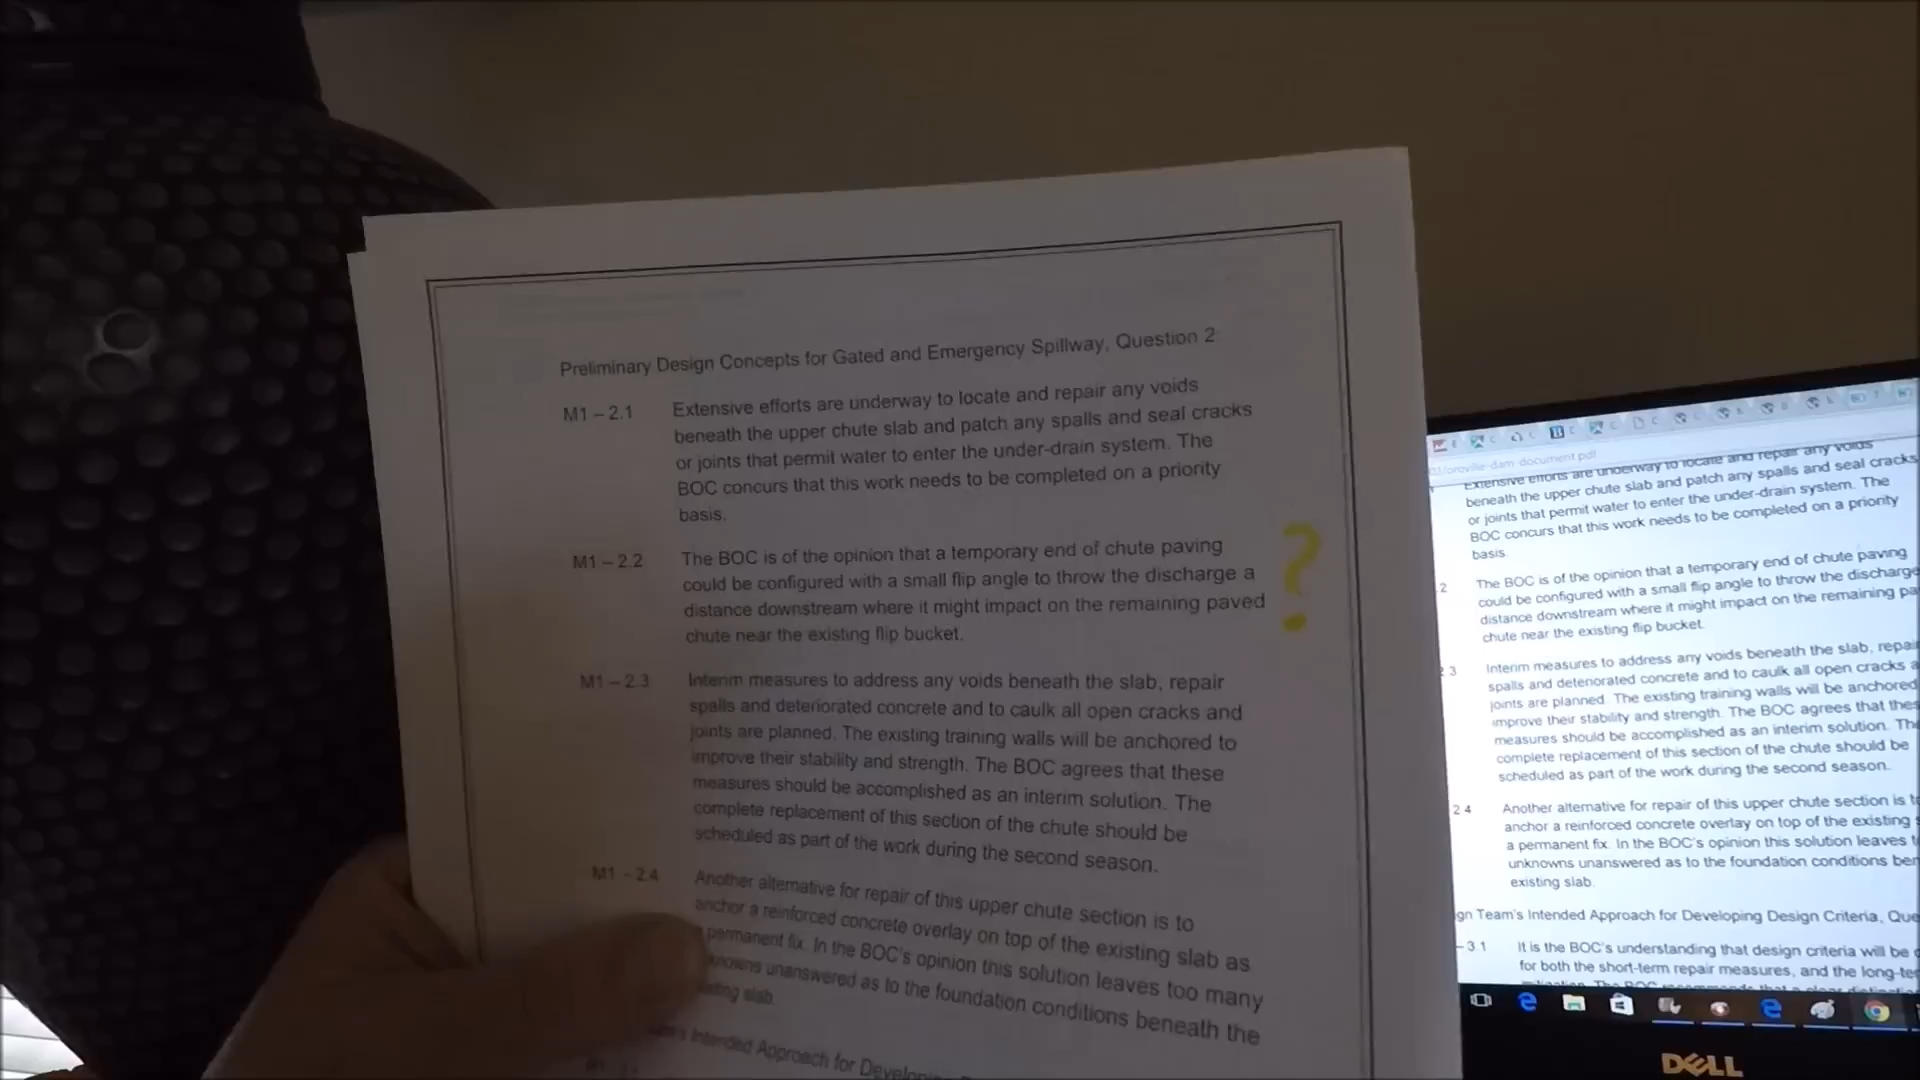 Preliminary Design Concepts for Gated and Emergency Spillway, Question 2
M1 – 2.1 Extensive efforts are underway to locate and repair any voids
beneath the upper chute slab and patch any spalls and seal cracks
or joints that permit water to enter the under-drain system. The
BOC concurs that this work needs to be completed on a priority
basis.
M1 – 2.2 The BOC is of the opinion that a temporary end of chute paving
could be configured with a small flip angle to throw the discharge a
distance downstream where it might impact on the remaining paved
chute near the existing flip bucket.
?
M1 – 2.3 Interim measures to address any voids beneath the slab, repair
spalls and deteriorated concrete and to caulk all open cracks and
joints are planned. The existing training walls will be anchored to
improve their stability and strength. The BOC agrees that these
measures should be accomplished as an interim solution. The
complete replacement of this section of the chute should be
scheduled as part of the work during the second season.
M1 – 2.4 Another alternative for repair of this upper chute section is to
anchor a reinforced concrete overlay on top of the existing slab as
permanent fix. In the BOC's opinion this solution leaves too many
unanswered as to the foundation conditions beneath the
slab.
Intended Approach for
oroville-dam-document.pdf
Extensive efforts are underway to locate and repair any voids
beneath the upper chute slab and patch any spalls and seal cracks
or joints that permit water to enter the under-drain system. The
BOC concurs that this work needs to be completed on a priority
basis.
2 The BOC is of the opinion that a temporary end of chute paving
could be configured with a small flip angle to throw the discharge
distance downstream where it might impact on the remaining pa
chute near the existing flip bucket.
3 Interim measures to address any voids beneath the slab, repair
spalls and deteriorated concrete and to caulk all open cracks a
joints are planned. The existing training walls will be anchored
improve their stability and strength. The BOC agrees that thes
measures should be accomplished as an interim solution. The
complete replacement of this section of the chute should be
scheduled as part of the work during the second season.
2.4 Another alternative for repair of this upper chute section is to
anchor a reinforced concrete overlay on top of the existing s
a permanent fix. In the BOC's opinion this solution leaves t
unknowns unanswered as to the foundation conditions ben
existing slab.
gn Team's Intended Approach for Developing Design Criteria, Que
– 3.1 It is the BOC's understanding that design criteria will be
for both the short-term repair measures, and the long-ter
DELL